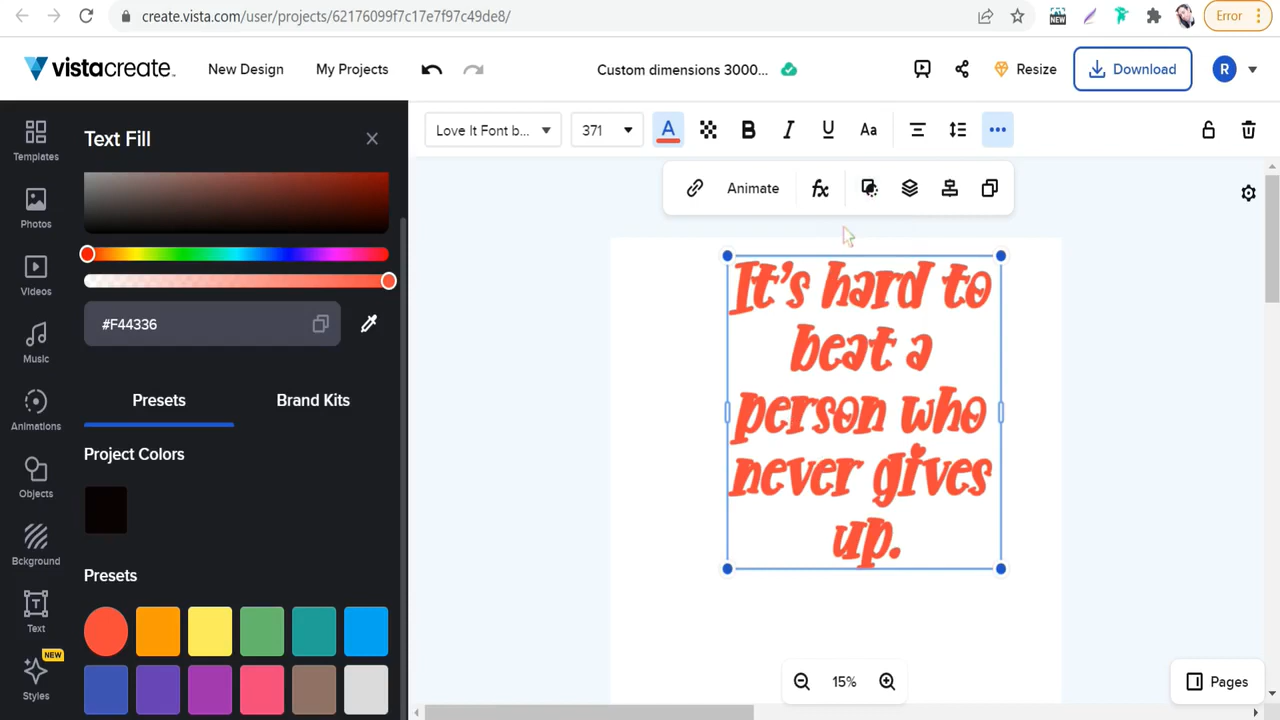 create.vista.com/user/projects/62176099f7c17e7f97c49de8/
NEW
Error
vistacreate
New Design
My Projects
Custom dimensions 3000...
Resize
Download
R
Templates
Photos
Videos
Music
Animations
Objects
Bckground
Text
NEW
Styles
Text Fill
#F44336
Presets
Brand Kits
Project Colors
Presets
Love It Font b...
371
A
B
I
U
Aa
Animate
fx
It's hard to
beat a
person who
never gives
up.
15%
Pages